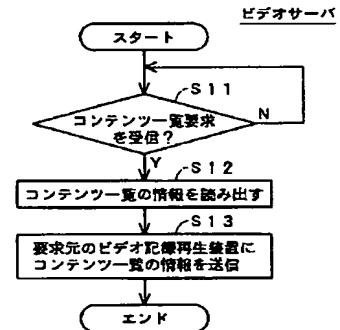 ビデオサーバ
スタート
S11
コンテンツ一覧要求
を受信?
N
Y
S12
コンテンツ一覧の情報を読み出す
S13
要求元のビデオ記録再生装置に
コンテンツ一覧の情報を送信
エンド